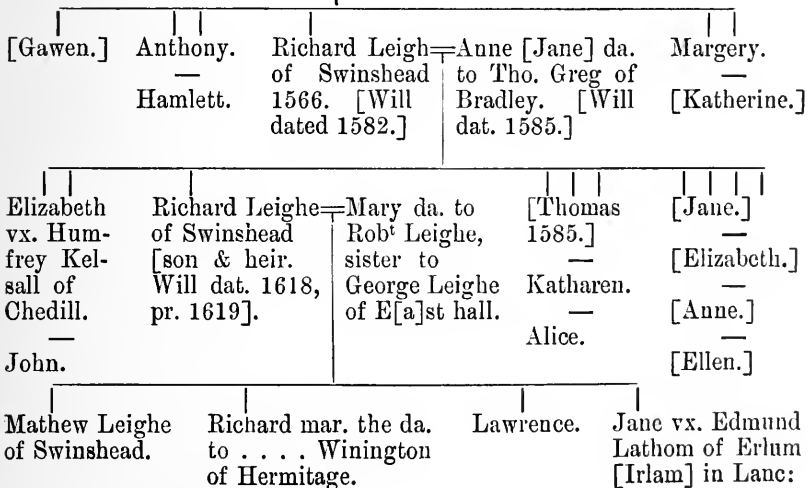 [Gawen.]
Anthony.
—
Hamlett.
Richard Leigh
of Swinshead
1566. [Will
dated 1582.]
Anne [Jane] da.
to Tho. Greg of
Bradley. [Will
dat. 1585.]
Margery.
—
[Katherine.]
Elizabeth
vx. Hum-
frey Kel-
sall of
Chedill.
—
John.
Richard Leighe
of Swinshead
[son & heir.
Will dat. 1618,
pr. 1619].
Mary da. to
Robt Leighe,
sister to
George Leighe
of E[a]st hall.
[Thomas
1585.]
—
Katharen.
—
Alice.
[Jane.]
—
[Elizabeth.]
—
[Anne.]
—
[Ellen.]
Mathew Leighe
of Swinshead.
Richard mar. the da.
to . . . . Winington
of Hermitage.
Lawrence.
Jane vx. Edmund
Lathom of Erlum
[Irlam] in Lanc: